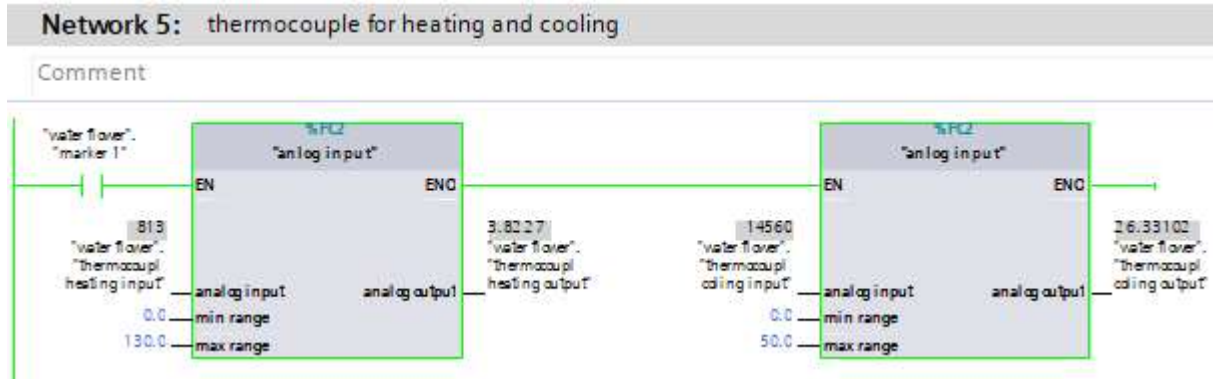 Network 5: thermocouple for heating and cooling
Comment
"water flower".
"marker 1"
%FC2
"anlog input"
EN
ENO
813
"water flower".
"thermocoupl
heating input"
analog input
0.0
min range
130.0
max range
analog output
3.8227
"water flower".
"thermocoupl
heating output"
%FC2
"anlog input"
EN
ENO
14560
"water flower".
"thermocoupl
coling input"
analog input
0.0
min range
50.0
max range
analog output
26.33102
"water flower".
"thermocoupl
coling output"